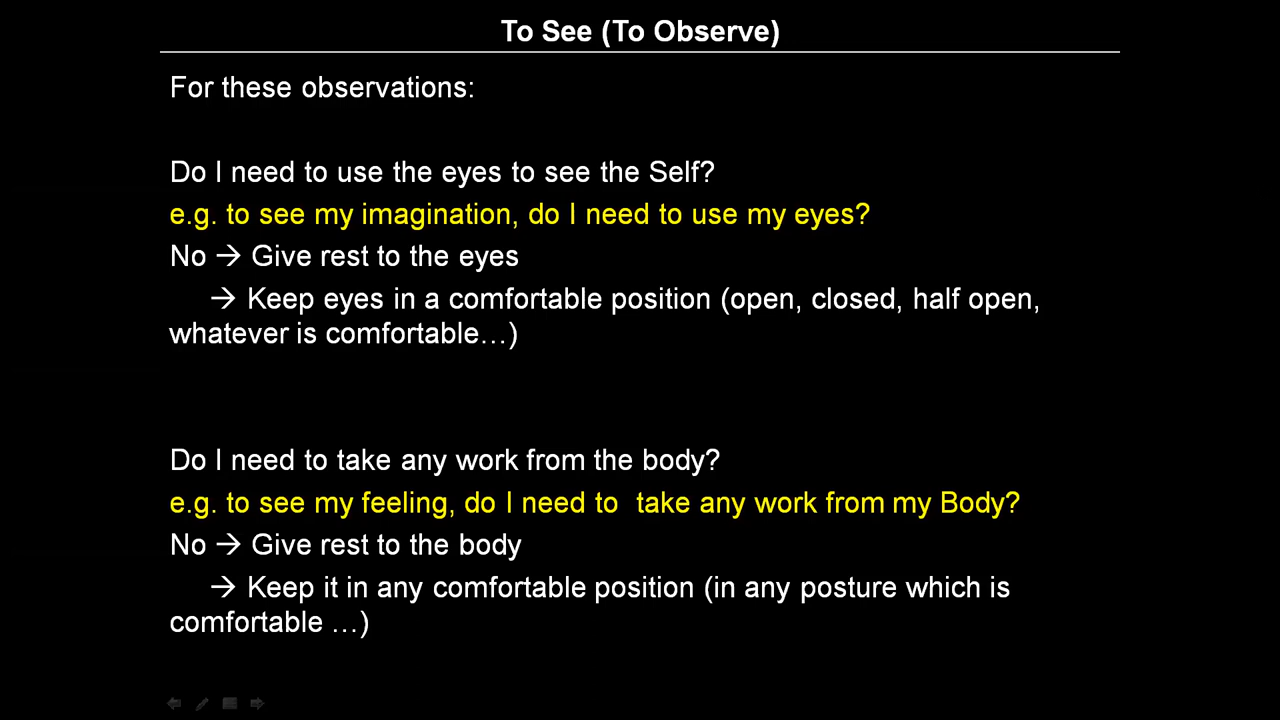 To See (To Observe)
For these observations:
Do I need to use the eyes to see the Self?
e.g. to see my imagination, do I need to use my eyes?
No → Give rest to the eyes
→ Keep eyes in a comfortable position (open, closed, half open,
whatever is comfortable…)
Do I need to take any work from the body?
e.g. to see my feeling, do I need to  take any work from my Body?
No → Give rest to the body
→ Keep it in any comfortable position (in any posture which is
comfortable …)